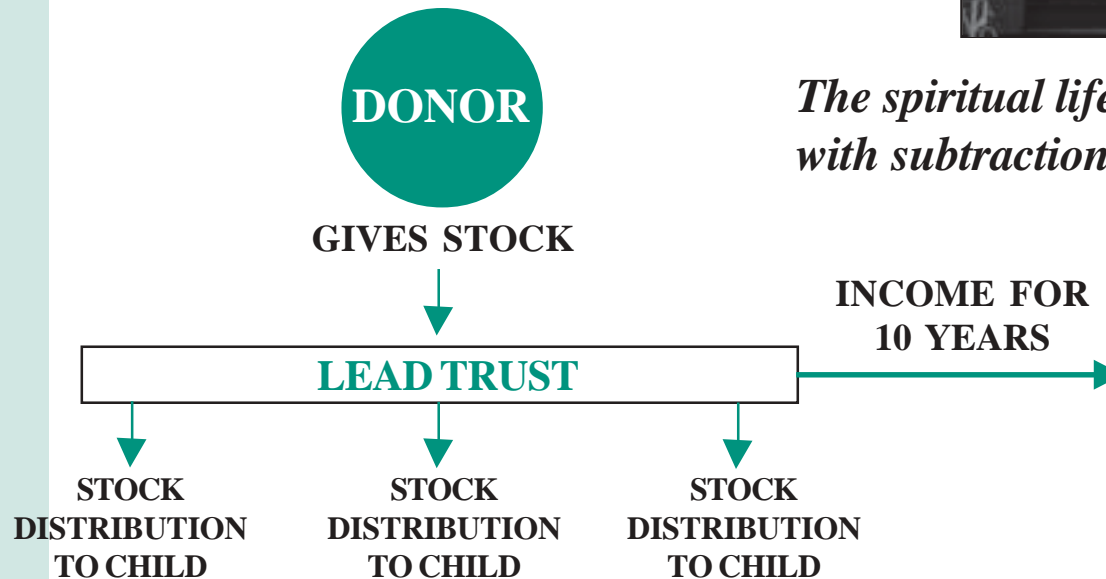 DONOR
The spiritual life
with subtraction
GIVES STOCK
INCOME FOR
10 YEARS
LEAD TRUST
STOCK
DISTRIBUTION
TO CHILD
STOCK
DISTRIBUTION
TO CHILD
STOCK
DISTRIBUTION
TO CHILD